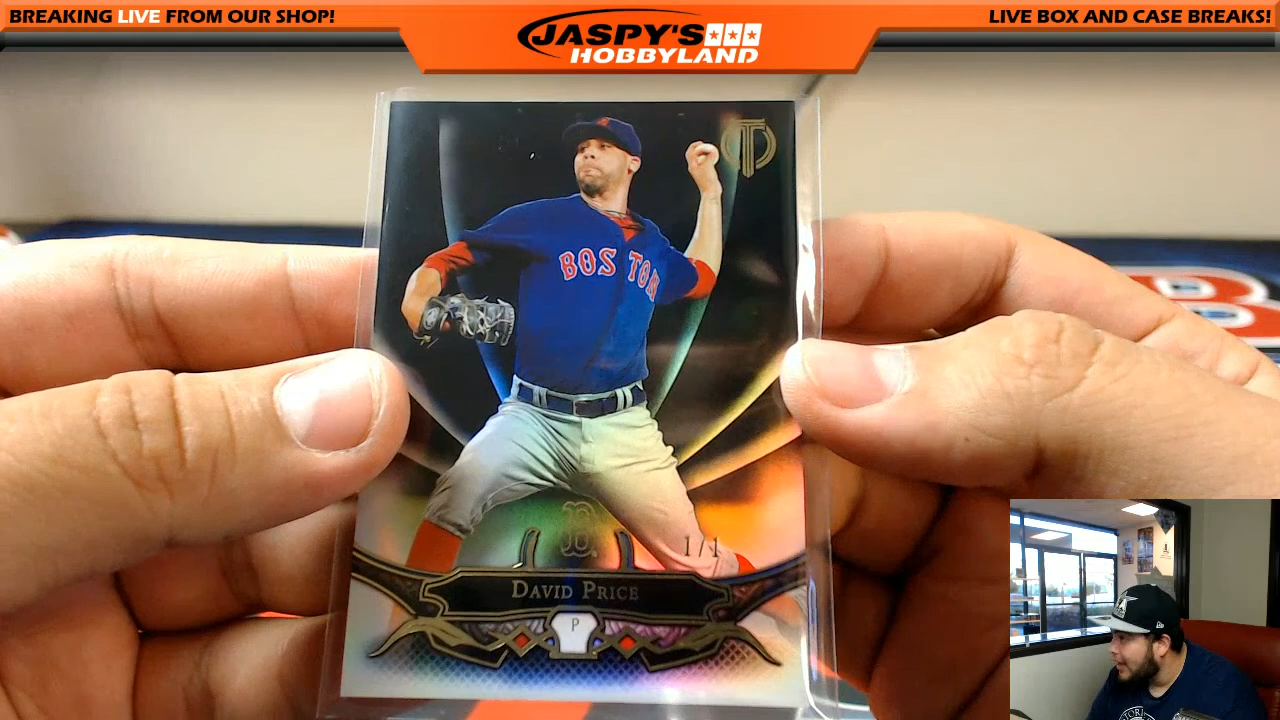 BREAKING LIVE FROM OUR SHOP!
JASPY'S
HOBBYLAND
LIVE BOX AND CASE BREAKS!
T
BOSTON
B
1/1
DAVID PRICE
P